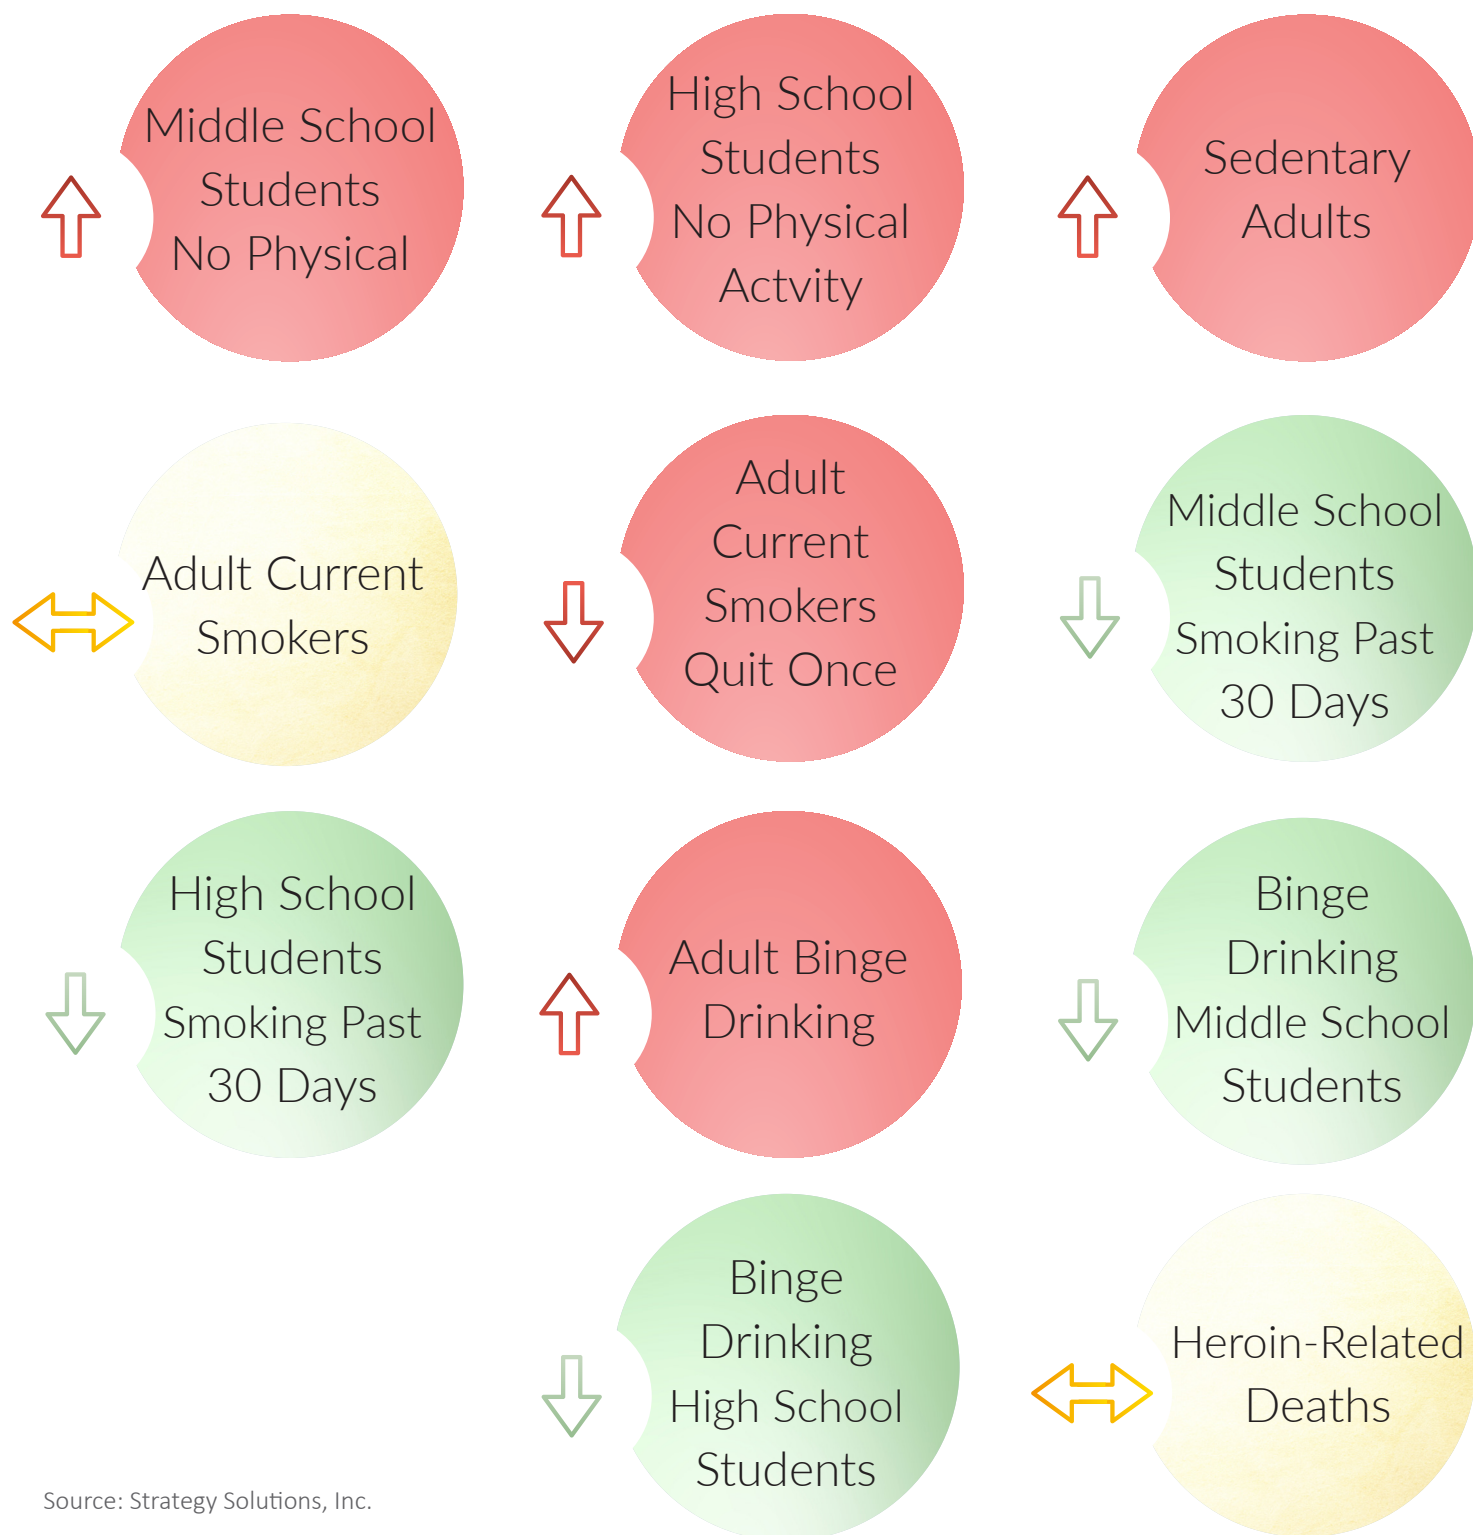 Middle School
Students
No Physical
High School
Students
No Physical
Actvity
Sedentary
Adults
Adult Current
Smokers
Adult
Current
Smokers
Quit Once
Middle School
Students
Smoking Past
30 Days
High School
Students
Smoking Past
30 Days
Adult Binge
Drinking
Binge
Drinking
Middle School
Students
Binge
Drinking
High School
Students
Heroin-Related
Deaths
Source: Strategy Solutions, Inc.